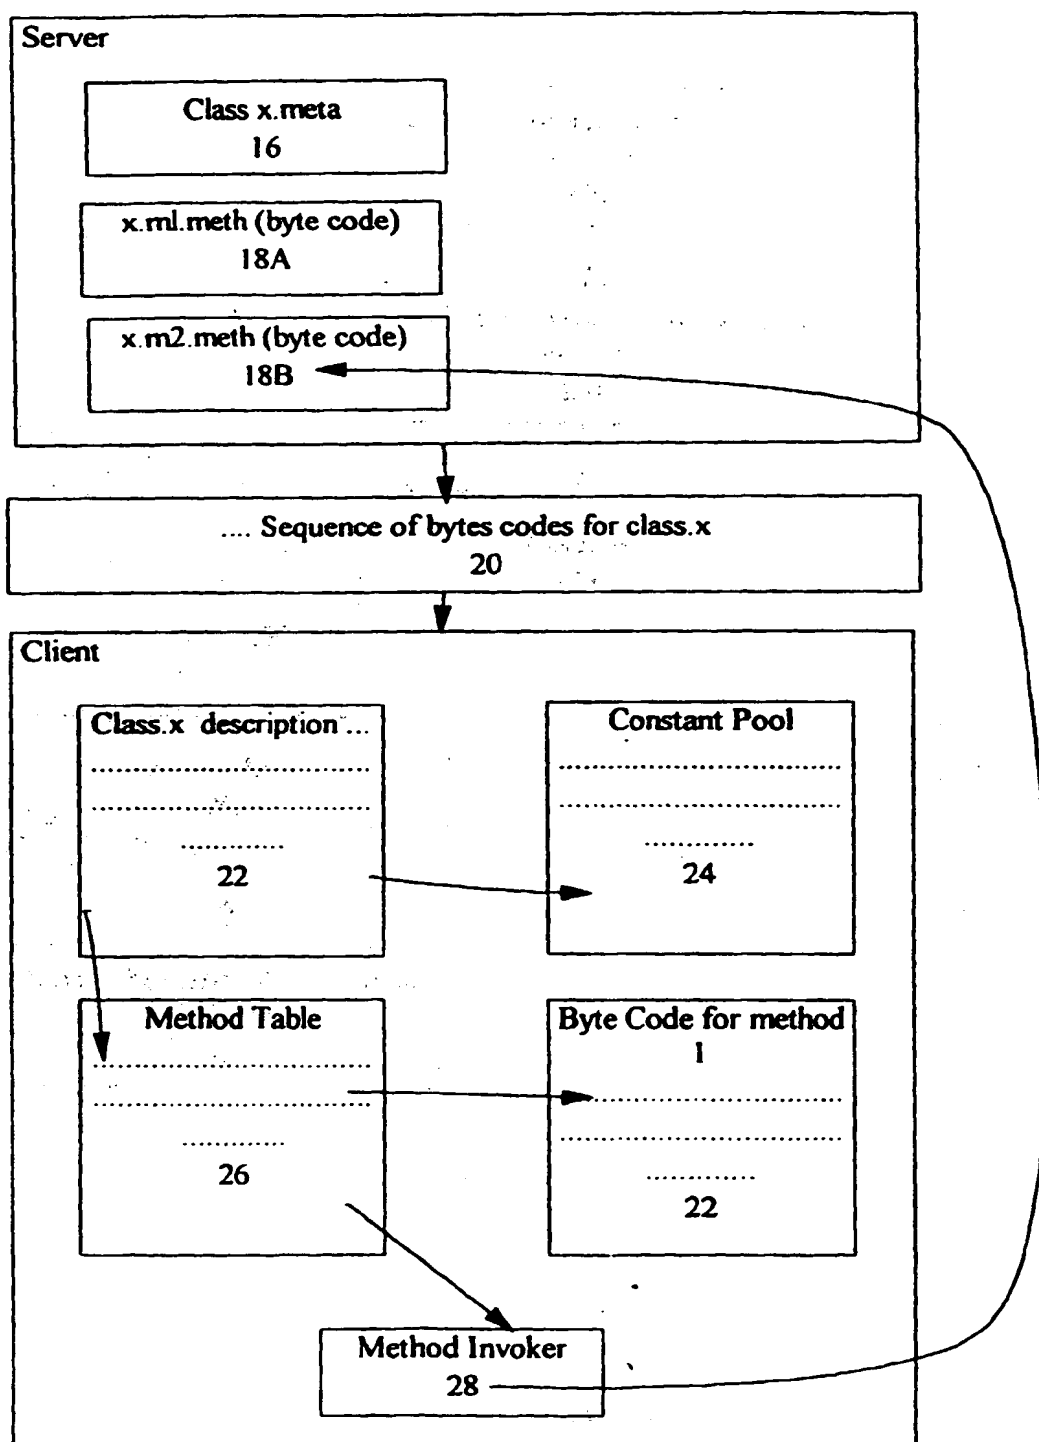 Server
Class x.meta
16
x.m1.meth (byte code)
18A
x.m2.meth (byte code)
18B
.... Sequence of bytes codes for class.x
20
Client
Class.x description ...
22
Constant Pool
24
Method Table
26
Byte Code for method
1
22
Method Invoker
28